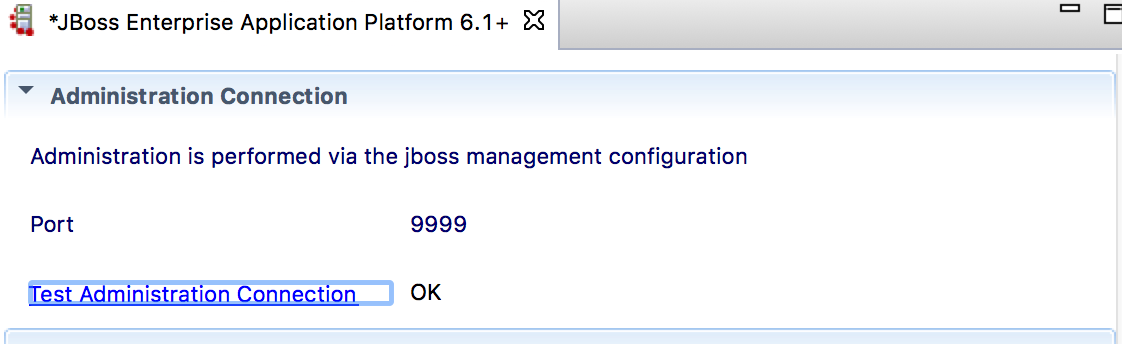 *JBoss Enterprise Application Platform 6.1+
Administration Connection
Administration is performed via the jboss management configuration
Port 9999
Test Administration Connection OK